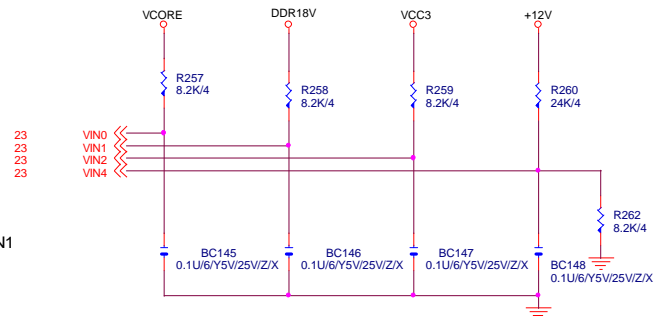 VCORE DDR18V VCC3 +12V
R257
8.2K/4
R258
8.2K/4
R259
8.2K/4
R260
24K/4
23 VIN0
23 VIN1
23 VIN2
23 VIN4
R262
8.2K/4
N1
BC145
0.1U/6/Y5V/25V/Z/X
BC146
0.1U/6/Y5V/25V/Z/X
BC147
0.1U/6/Y5V/25V/Z/X
BC148
0.1U/6/Y5V/25V/Z/X